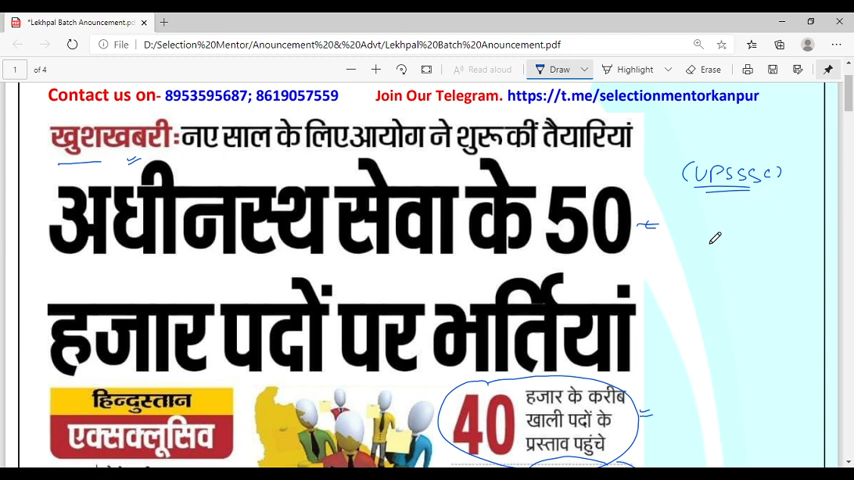 *Lekhpal Batch Anouncement.pdf
File D:/Selection%20Mentor/Anouncement%20&%20Advt/Lekhpal%20Batch%20Anouncement.pdf
1 of 4 Read aloud Draw Highlight Erase
Contact us on- 8953595687; 8619057559 Join Our Telegram. https://t.me/selectionmentorkanpur
खुशखबरी: नए साल के लिए आयोग ने शुरू कीं तैयारियां
(UPSSSC)
अधीनस्थ सेवा के 50
हजार पदों पर भर्तियां
हिन्दुस्तान
एक्सक्लूसिव
40 हजार के करीब
खाली पदों के
प्रस्ताव पहुंचे